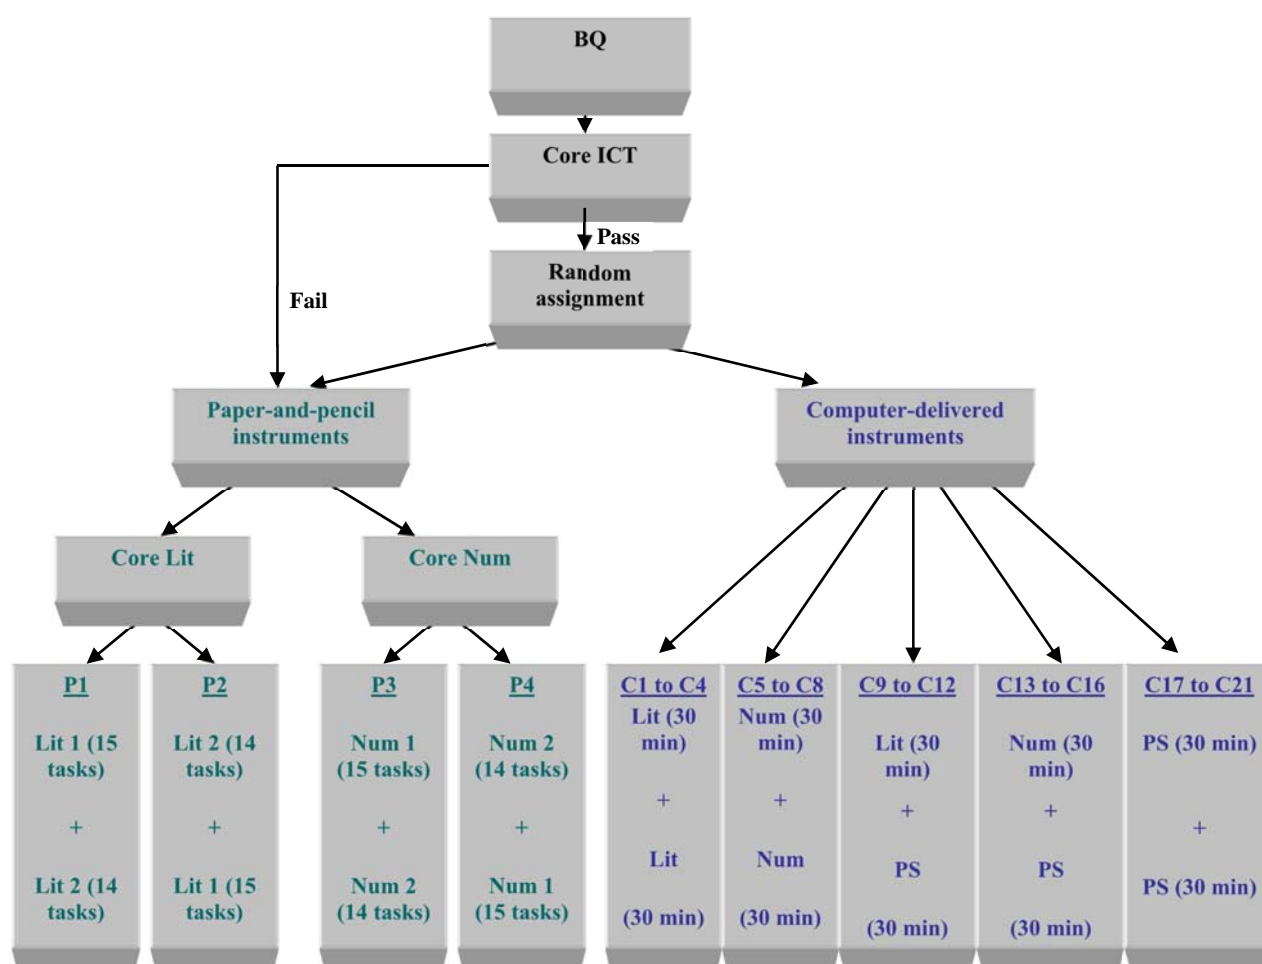 BQ
Core ICT
Pass
Random
assignment
Fail
Paper-and-pencil
instruments
Computer-delivered
instruments
Core Lit
Core Num
P1
Lit 1 (15
tasks)
+
Lit 2 (14
tasks)
P2
Lit 2 (14
tasks)
+
Lit 1 (15
tasks)
P3
Num 1
(15 tasks)
+
Num 2
(14 tasks)
P4
Num 2
(14 tasks)
+
Num 1
(15 tasks)
C1 to C4
Lit (30
min)
+
Lit
(30 min)
C5 to C8
Num (30
min)
+
Num
(30 min)
C9 to C12
Lit (30
min)
+
PS
(30 min)
C13 to C16
Num (30
min)
+
PS
(30 min)
C17 to C21
PS (30 min)
+
PS (30 min)